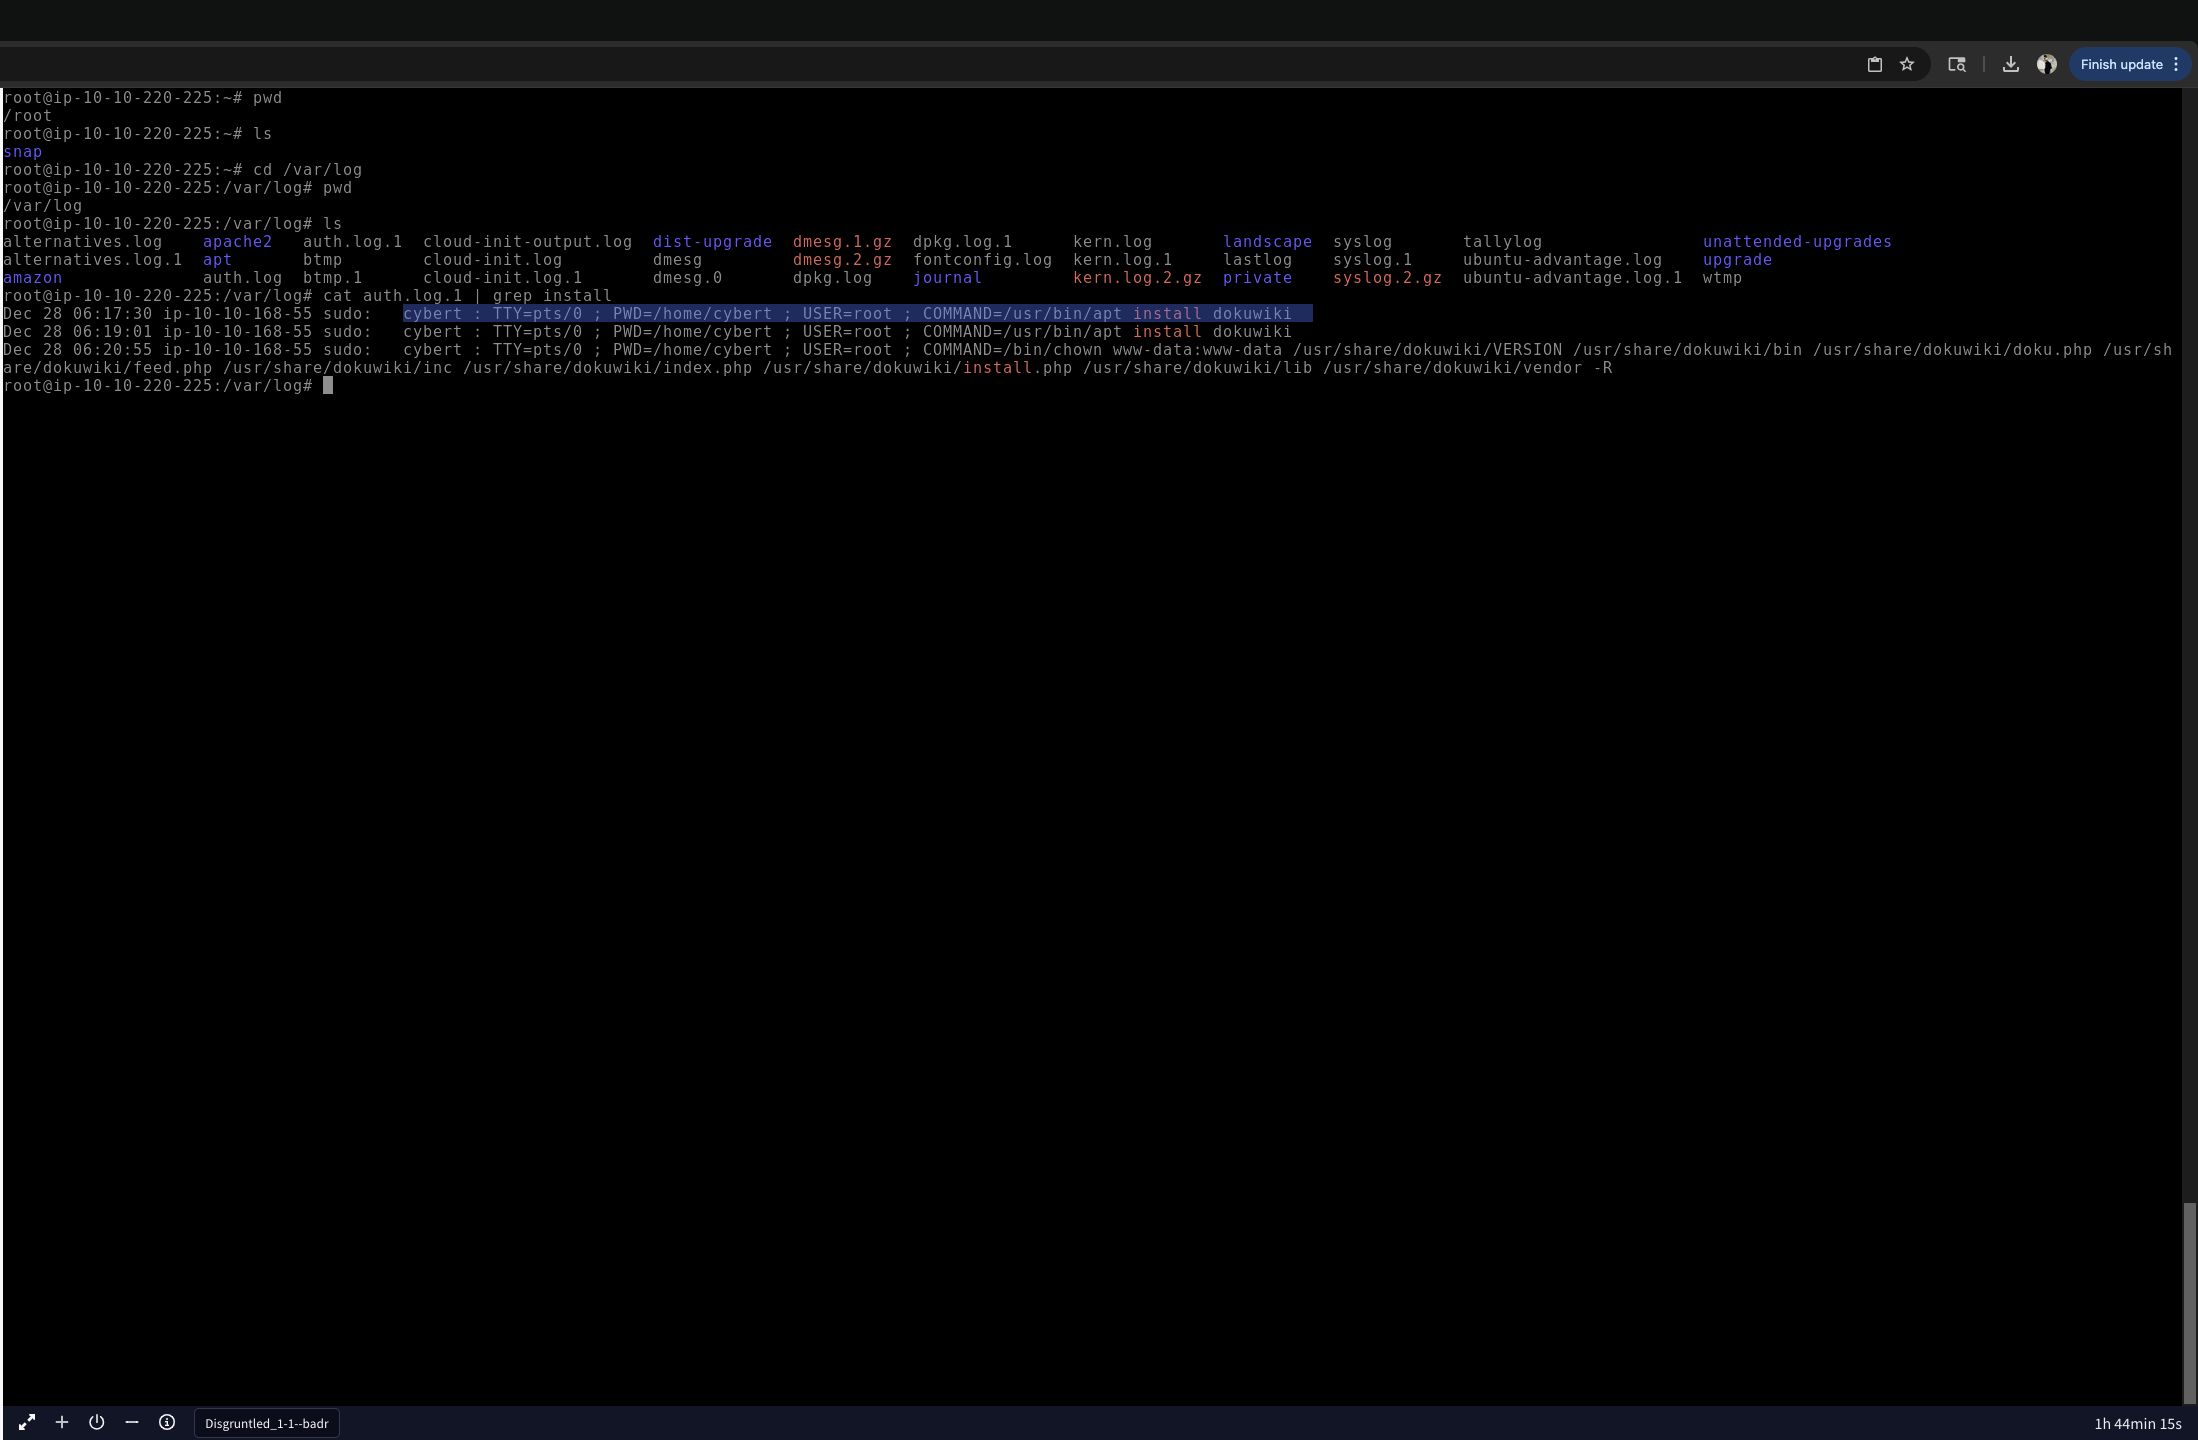 Finish update
root@ip-10-10-220-225:~# pwd
/root
root@ip-10-10-220-225:~# ls
snap
root@ip-10-10-220-225:~# cd /var/log
root@ip-10-10-220-225:/var/log# pwd
/var/log
root@ip-10-10-220-225:/var/log# ls
alternatives.log    apache2   auth.log.1  cloud-init-output.log  dist-upgrade  dmesg.1.gz  dpkg.log.1      kern.log       landscape  syslog       tallylog                unattended-upgrades
alternatives.log.1  apt       btmp        cloud-init.log         dmesg         dmesg.2.gz  fontconfig.log  kern.log.1     lastlog    syslog.1     ubuntu-advantage.log    upgrade
amazon              auth.log  btmp.1      cloud-init.log.1       dmesg.0       dpkg.log    journal         kern.log.2.gz  private    syslog.2.gz  ubuntu-advantage.log.1  wtmp
root@ip-10-10-220-225:/var/log# cat auth.log.1 | grep install
Dec 28 06:17:30 ip-10-10-168-55 sudo:   cybert : TTY=pts/0 ; PWD=/home/cybert ; USER=root ; COMMAND=/usr/bin/apt install dokuwiki
Dec 28 06:19:01 ip-10-10-168-55 sudo:   cybert : TTY=pts/0 ; PWD=/home/cybert ; USER=root ; COMMAND=/usr/bin/apt install dokuwiki
Dec 28 06:20:55 ip-10-10-168-55 sudo:   cybert : TTY=pts/0 ; PWD=/home/cybert ; USER=root ; COMMAND=/bin/chown www-data:www-data /usr/share/dokuwiki/VERSION /usr/share/dokuwiki/bin /usr/share/dokuwiki/doku.php /usr/sh
are/dokuwiki/feed.php /usr/share/dokuwiki/inc /usr/share/dokuwiki/index.php /usr/share/dokuwiki/install.php /usr/share/dokuwiki/lib /usr/share/dokuwiki/vendor -R
root@ip-10-10-220-225:/var/log#
Disgruntled_1-1--badr
1h 44min 15s